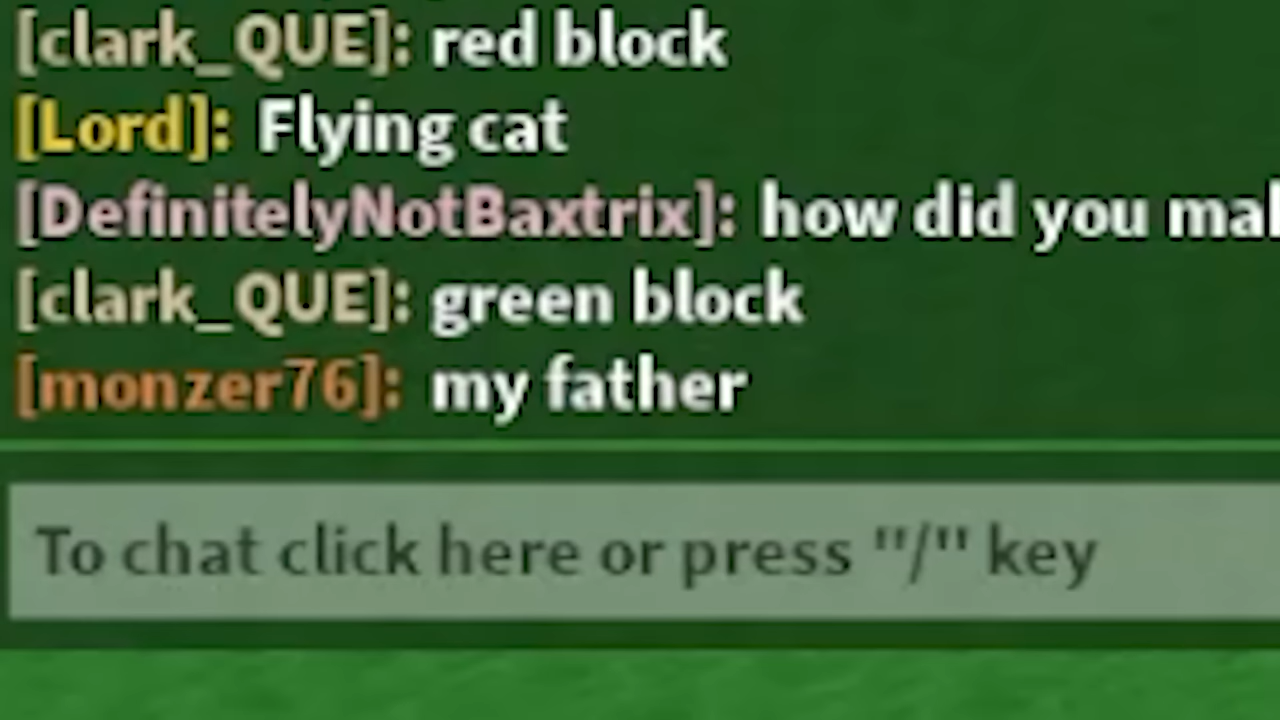 [clark_QUE]: red block
[Lord]: Flying cat
[DefinitelyNotBaxtrix]: how did you
[clark_QUE]: green block
[monzer76]: my father
To chat click here or press "/" key